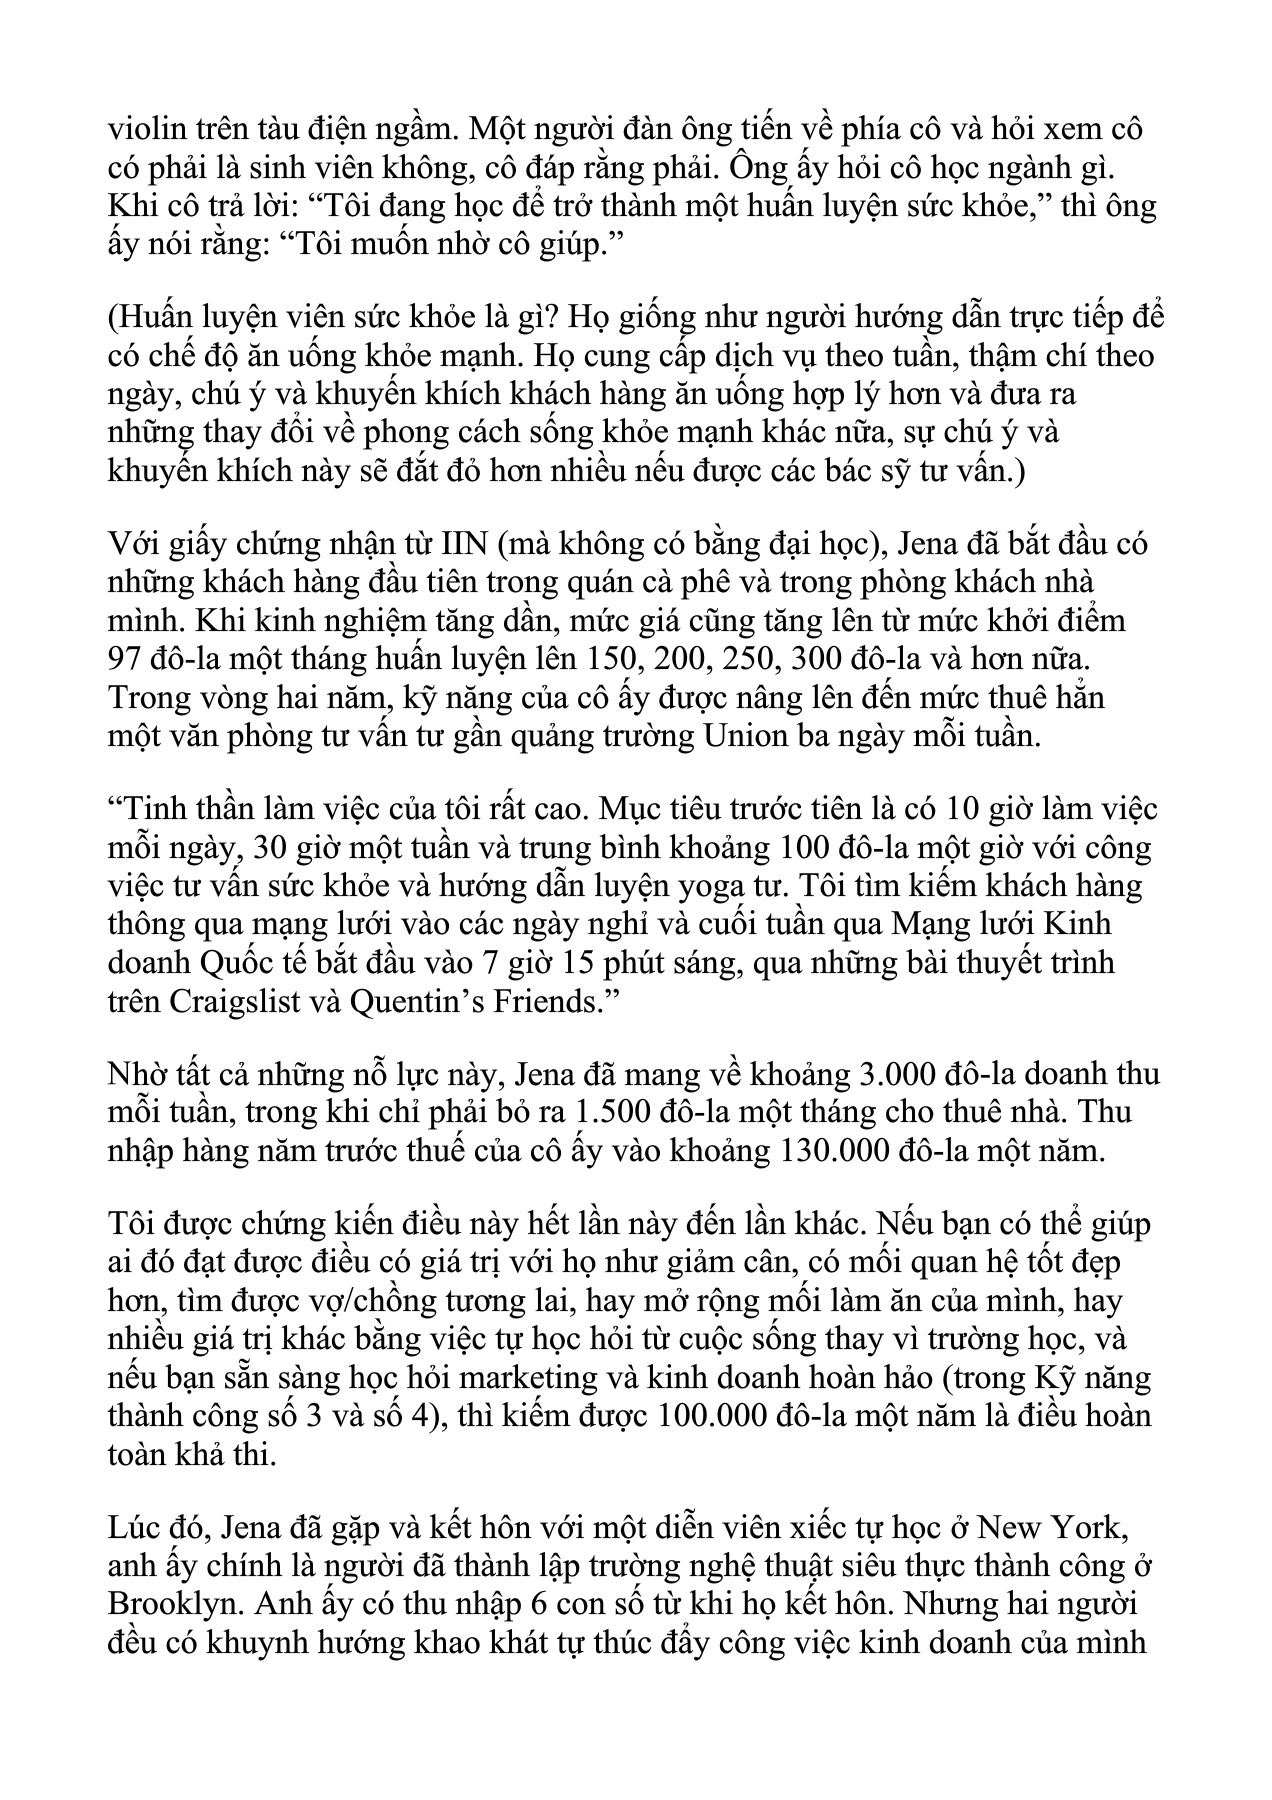 violin trên tàu điện ngầm. Một người đàn ông tiến về phía cô và hỏi xem cô
có phải là sinh viên không, cô đáp rằng phải. Ông ấy hỏi cô học ngành gì.
Khi cô trả lời: “Tôi đang học để trở thành một huấn luyện sức khỏe,” thì ông
ấy nói rằng: “Tôi muốn nhờ cô giúp.”
(Huấn luyện viên sức khỏe là gì? Họ giống như người hướng dẫn trực tiếp để
có chế độ ăn uống khỏe mạnh. Họ cung cấp dịch vụ theo tuần, thậm chí theo
ngày, chú ý và khuyến khích khách hàng ăn uống hợp lý hơn và đưa ra
những thay đổi về phong cách sống khỏe mạnh khác nữa, sự chú ý và
khuyến khích này sẽ đắt đỏ hơn nhiều nếu được các bác sỹ tư vấn.)
Với giấy chứng nhận từ IIN (mà không có bằng đại học), Jena đã bắt đầu có
những khách hàng đầu tiên trong quán cà phê và trong phòng khách nhà
mình. Khi kinh nghiệm tăng dần, mức giá cũng tăng lên từ mức khởi điểm
97 đô-la một tháng huấn luyện lên 150, 200, 250, 300 đô-la và hơn nữa.
Trong vòng hai năm, kỹ năng của cô ấy được nâng lên đến mức thuê hẳn
một văn phòng tư vấn tư gần quảng trường Union ba ngày mỗi tuần.
“Tinh thần làm việc của tôi rất cao. Mục tiêu trước tiên là có 10 giờ làm việc
mỗi ngày, 30 giờ một tuần và trung bình khoảng 100 đô-la một giờ với công
việc tư vấn sức khỏe và hướng dẫn luyện yoga tư. Tôi tìm kiếm khách hàng
thông qua mạng lưới vào các ngày nghỉ và cuối tuần qua Mạng lưới Kinh
doanh Quốc tế bắt đầu vào 7 giờ 15 phút sáng, qua những bài thuyết trình
trên Craigslist và Quentin’s Friends.”
Nhờ tất cả những nỗ lực này, Jena đã mang về khoảng 3.000 đô-la doanh thu
mỗi tuần, trong khi chỉ phải bỏ ra 1.500 đô-la một tháng cho thuê nhà. Thu
nhập hàng năm trước thuế của cô ấy vào khoảng 130.000 đô-la một năm.
Tôi được chứng kiến điều này hết lần này đến lần khác. Nếu bạn có thể giúp
ai đó đạt được điều có giá trị với họ như giảm cân, có mối quan hệ tốt đẹp
hơn, tìm được vợ/chồng tương lai, hay mở rộng mối làm ăn của mình, hay
nhiều giá trị khác bằng việc tự học hỏi từ cuộc sống thay vì trường học, và
nếu bạn sẵn sàng học hỏi marketing và kinh doanh hoàn hảo (trong Kỹ năng
thành công số 3 và số 4), thì kiếm được 100.000 đô-la một năm là điều hoàn
toàn khả thi.
Lúc đó, Jena đã gặp và kết hôn với một diễn viên xiếc tự học ở New York,
anh ấy chính là người đã thành lập trường nghệ thuật siêu thực thành công ở
Brooklyn. Anh ấy có thu nhập 6 con số từ khi họ kết hôn. Nhưng hai người
đều có khuynh hướng khao khát tự thúc đẩy công việc kinh doanh của mình